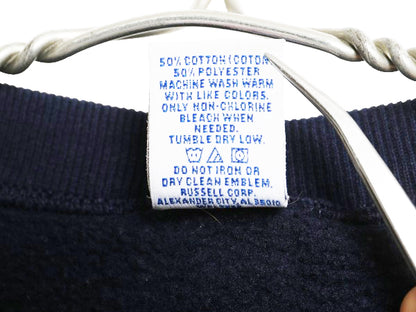 50% COTTON (COTON
50% POLYESTER
MACHINE WASH WARM
WITH LIKE COLORS.
ONLY NON-CHLORINE
BLEACH WHEN
NEEDED.
TUMBLE DRY LOW.
DO NOT IRON OR
DRY CLEAN EMBLEM.
RUSSELL CORP.
ALEXANDER CITY, AL 35010